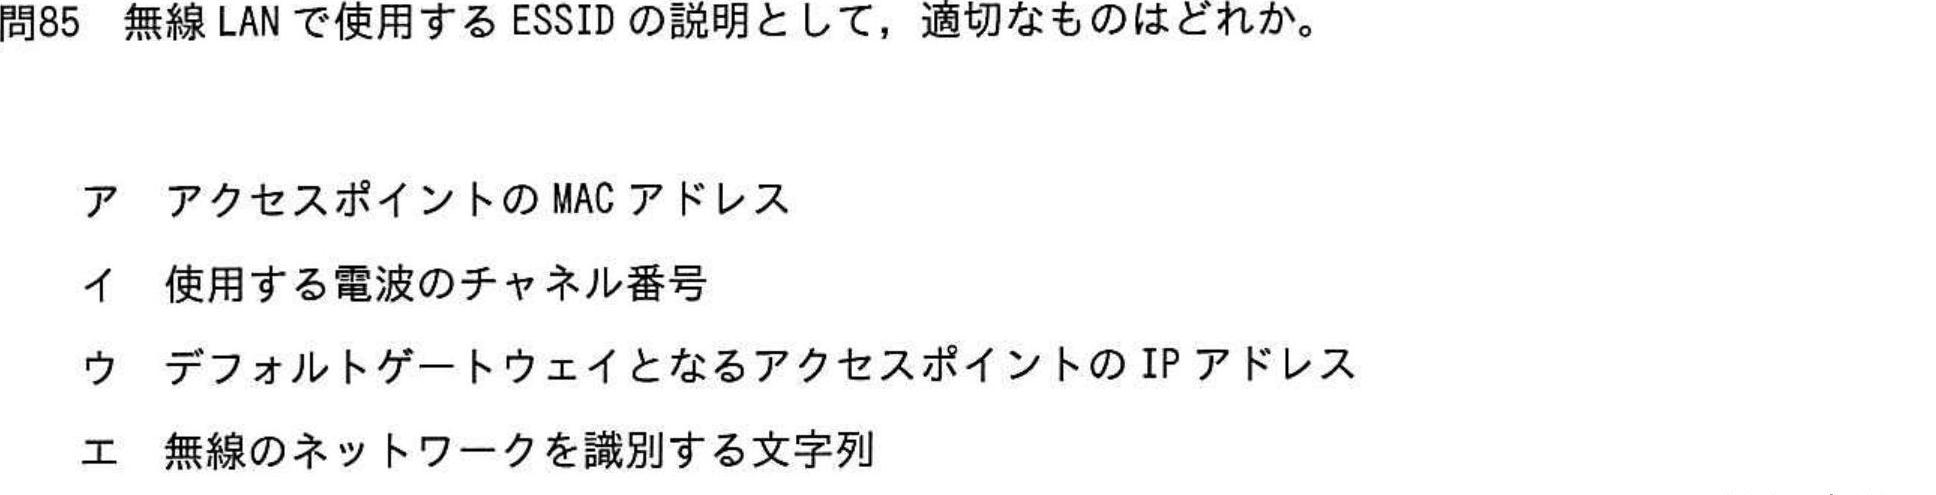 問85 無線LANで使用するESSIDの説明として，適切なものはどれか。
ア アクセスポイントのMACアドレス
イ 使用する電波のチャネル番号
ウ デフォルトゲートウェイとなるアクセスポイントのIPアドレス
エ 無線のネットワークを識別する文字列